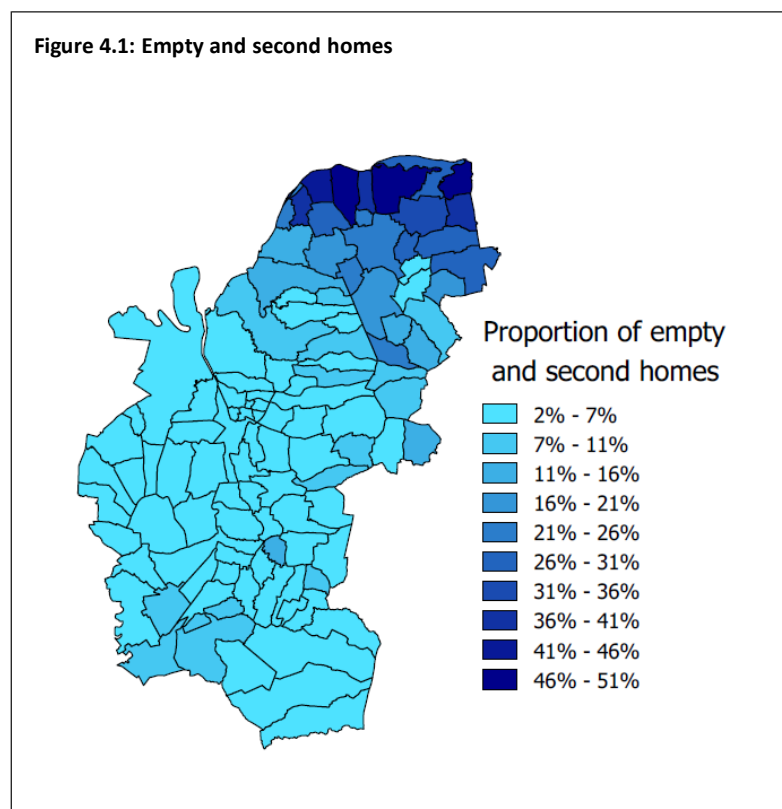 Figure 4.1: Empty and second homes
Proportion of empty
and second homes
2% - 7%
7% - 11%
11% - 16%
16% - 21%
21% - 26%
26% - 31%
31% - 36%
36% - 41%
41% - 46%
46% - 51%